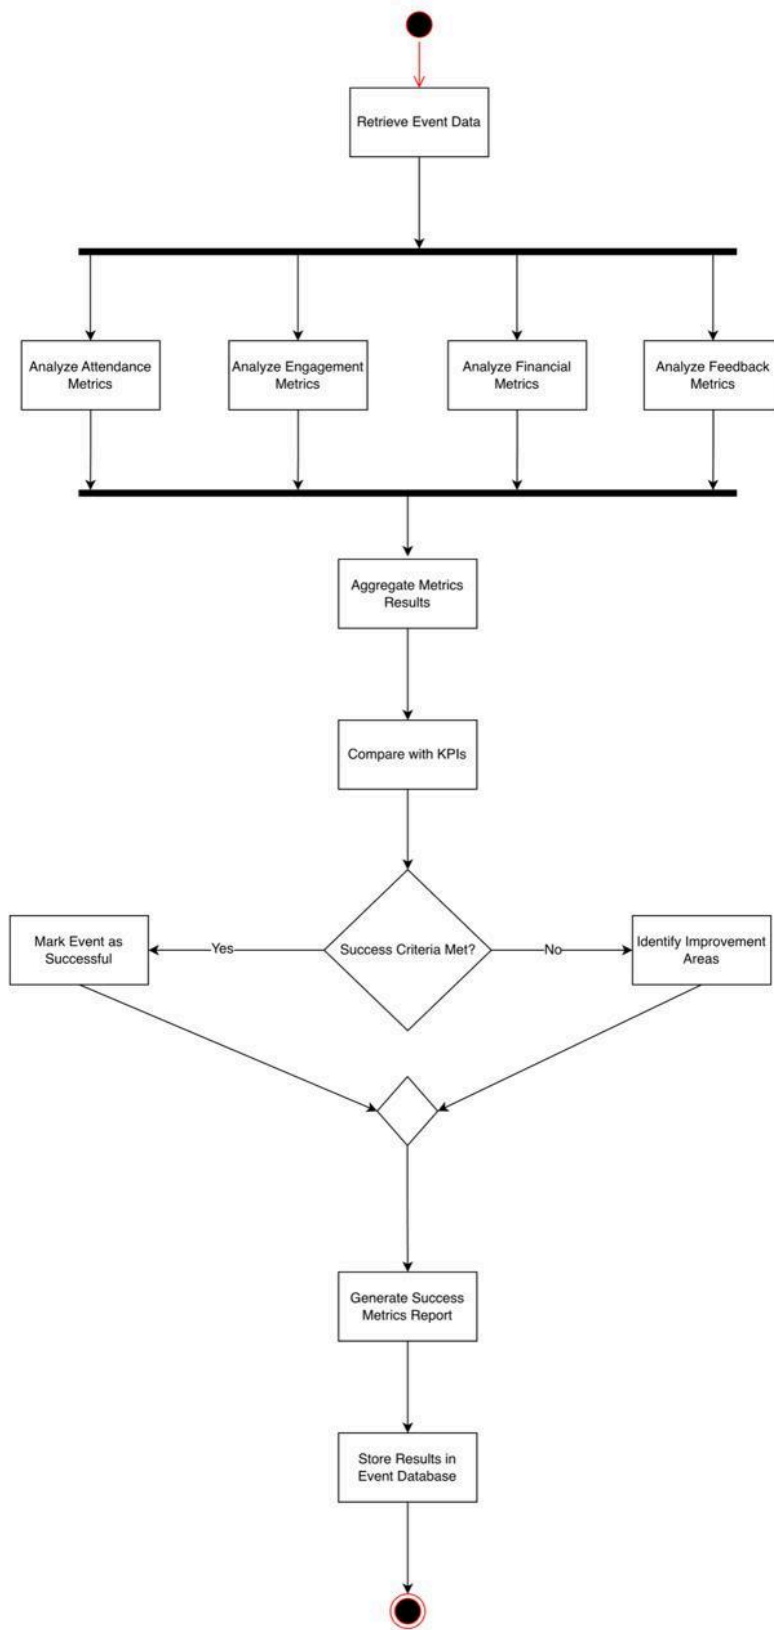 Retrieve Event Data
Analyze Attendance
Metrics
Analyze Engagement
Metrics
Analyze Financial
Metrics
Analyze Feedback
Metrics
Aggregate Metrics
Results
Compare with KPIs
Mark Event as
Successful
Yes
Success Criteria Met?
No
Identify Improvement
Areas
Generate Success
Metrics Report
Store Results in
Event Database